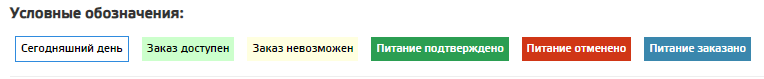 Условные обозначения:
Сегодняшний день Заказ доступен Заказ невозможен Питание подтверждено Питание отменено Питание заказано